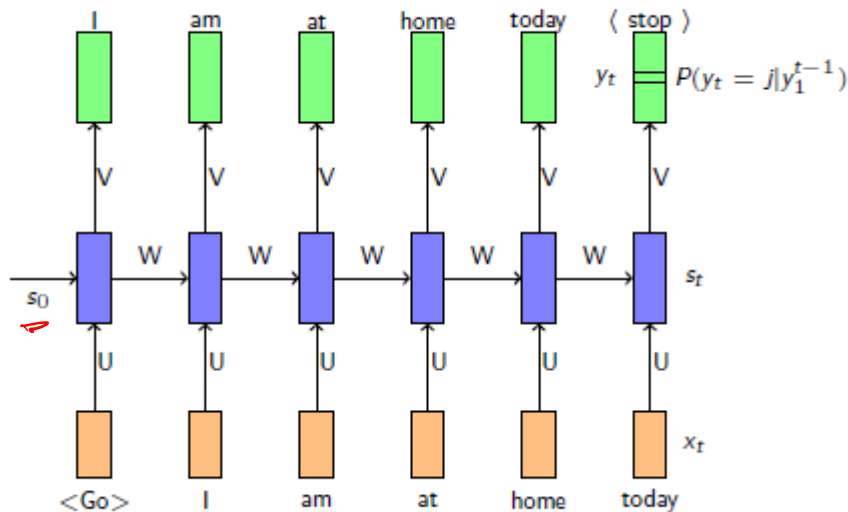 I am at home today ⟨ stop ⟩
y_t P(y_t = j|y_1^{t-1})
V V V V V V
W W W W W
s_0 s_t
U U U U U U
x_t
<Go> I am at home today